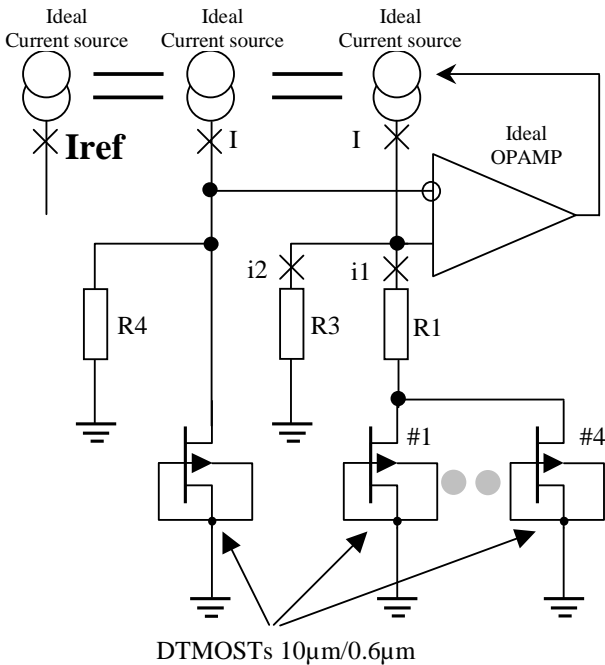 Ideal
Current source
Ideal
Current source
Ideal
Current source
Iref
I
I
Ideal
OPAMP
i2
i1
R4
R3
R1
#1
#4
DTMOSTs 10µm/0.6µm